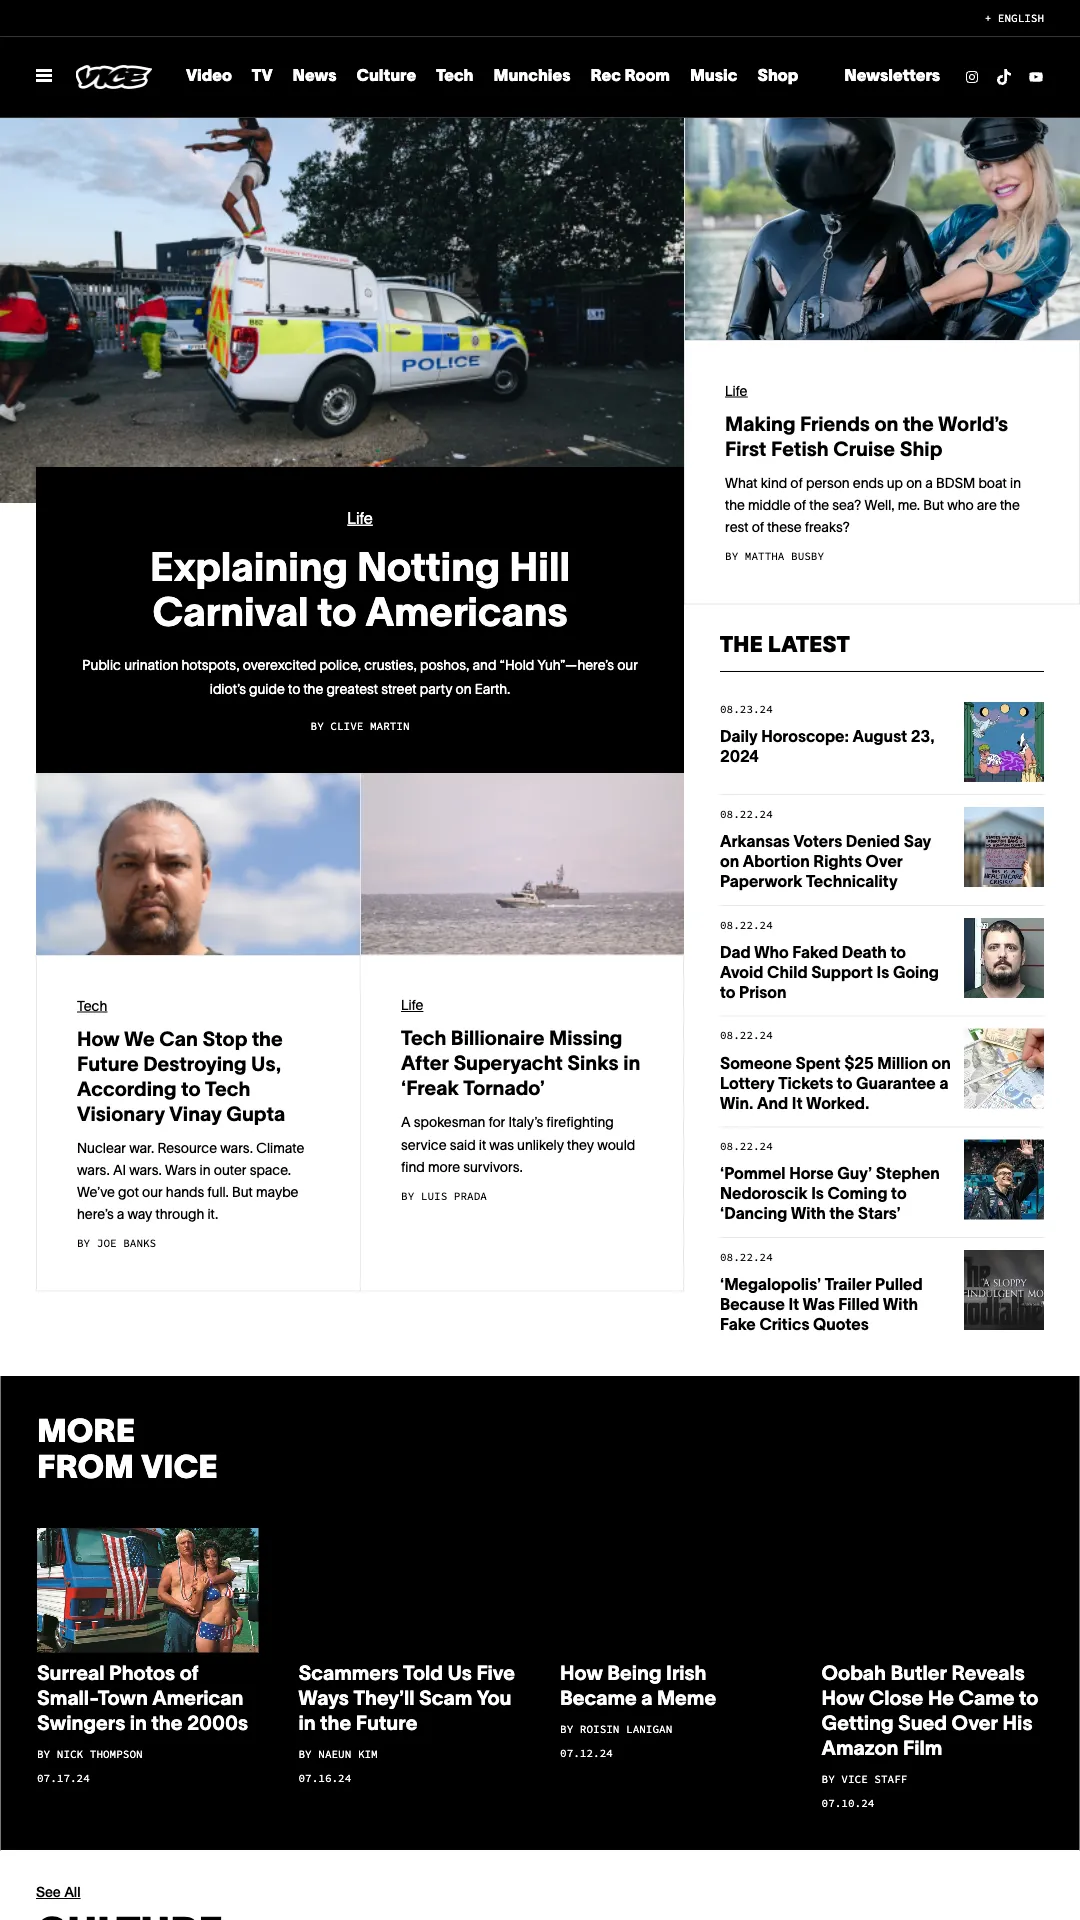 + ENGLISH
VICE
Video TV News Culture Tech Munchies Rec Room Music Shop Newsletters
POLICE
Life
Explaining Notting Hill
Carnival to Americans
Public urination hotspots, overexcited police, crusties, poshos, and “Hold Yuh”—here’s our
idiot’s guide to the greatest street party on Earth.
BY CLIVE MARTIN
Life
Making Friends on the World’s
First Fetish Cruise Ship
What kind of person ends up on a BDSM boat in
the middle of the sea? Well, me. But who are the
rest of these freaks?
BY MATTHA BUSBY
Tech
How We Can Stop the
Future Destroying Us,
According to Tech
Visionary Vinay Gupta
Nuclear war. Resource wars. Climate
wars. AI wars. Wars in outer space.
We’ve got our hands full. But maybe
here’s a way through it.
BY JOE BANKS
Life
Tech Billionaire Missing
After Superyacht Sinks in
‘Freak Tornado’
A spokesman for Italy’s firefighting
service said it was unlikely they would
find more survivors.
BY LUIS PRADA
THE LATEST
08.23.24
Daily Horoscope: August 23,
2024
08.22.24
Arkansas Voters Denied Say
on Abortion Rights Over
Paperwork Technicality
08.22.24
Dad Who Faked Death to
Avoid Child Support Is Going
to Prison
08.22.24
Someone Spent $25 Million on
Lottery Tickets to Guarantee a
Win. And It Worked.
08.22.24
‘Pommel Horse Guy’ Stephen
Nedoroscik Is Coming to
‘Dancing With the Stars’
08.22.24
‘Megalopolis’ Trailer Pulled
Because It Was Filled With
Fake Critics Quotes
"A SLOPPY
INDULGENT MO
MORE
FROM VICE
Surreal Photos of
Small-Town American
Swingers in the 2000s
BY NICK THOMPSON
07.17.24
Scammers Told Us Five
Ways They’ll Scam You
in the Future
BY NAEUN KIM
07.16.24
How Being Irish
Became a Meme
BY ROISIN LANIGAN
07.12.24
Oobah Butler Reveals
How Close He Came to
Getting Sued Over His
Amazon Film
BY VICE STAFF
07.10.24
See All
CULTURE